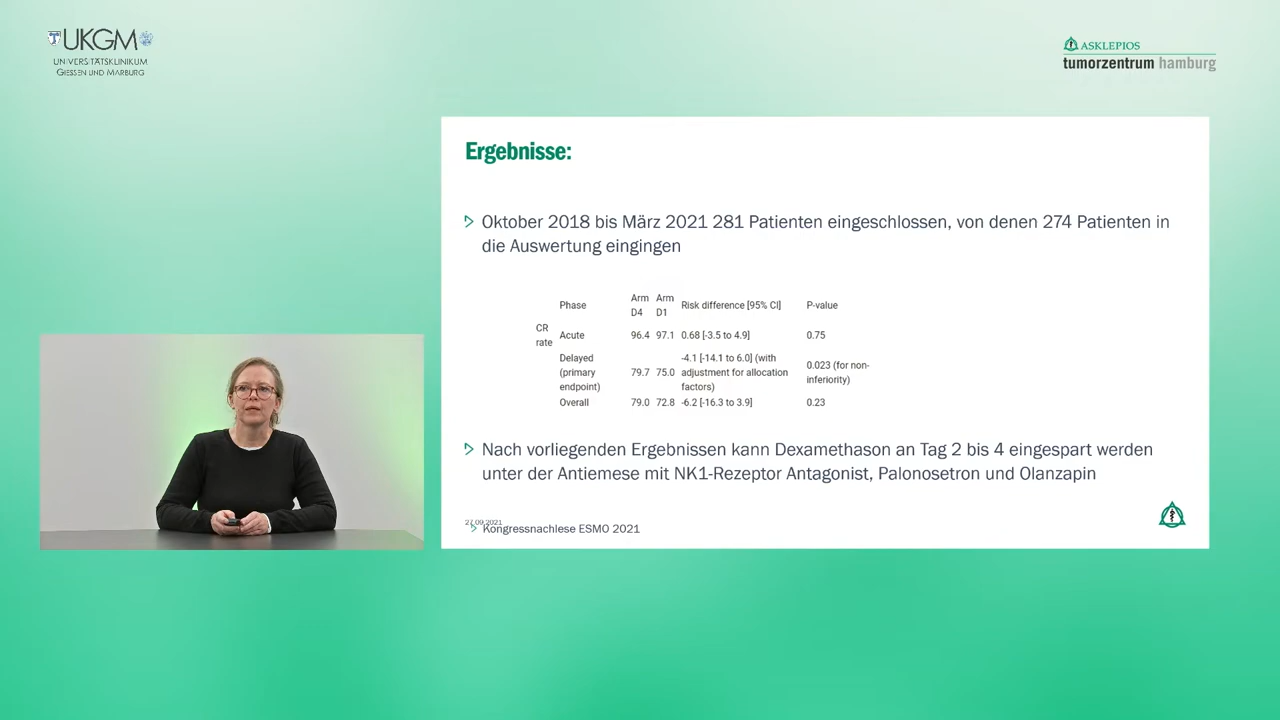 UKGM
UNIVERSITÄTSKLINIKUM
GIESSEN UND MARBURG
ASKLEPIOS
tumorzentrum hamburg
Ergebnisse:
Oktober 2018 bis März 2021 281 Patienten eingeschlossen, von denen 274 Patienten in
die Auswertung eingingen
Phase Arm D4 Arm D1 Risk difference [95% CI] P-value
CR rate Acute 96.4 97.1 0.68 [-3.5 to 4.9] 0.75
Delayed (primary endpoint) 79.7 75.0 -4.1 [-14.1 to 6.0] (with adjustment for allocation factors) 0.023 (for non-inferiority)
Overall 79.0 72.8 -6.2 [-16.3 to 3.9] 0.23
Nach vorliegenden Ergebnissen kann Dexamethason an Tag 2 bis 4 eingespart werden
unter der Antiemese mit NK1-Rezeptor Antagonist, Palonosetron und Olanzapin
27.09.2021
Kongressnachlese ESMO 2021